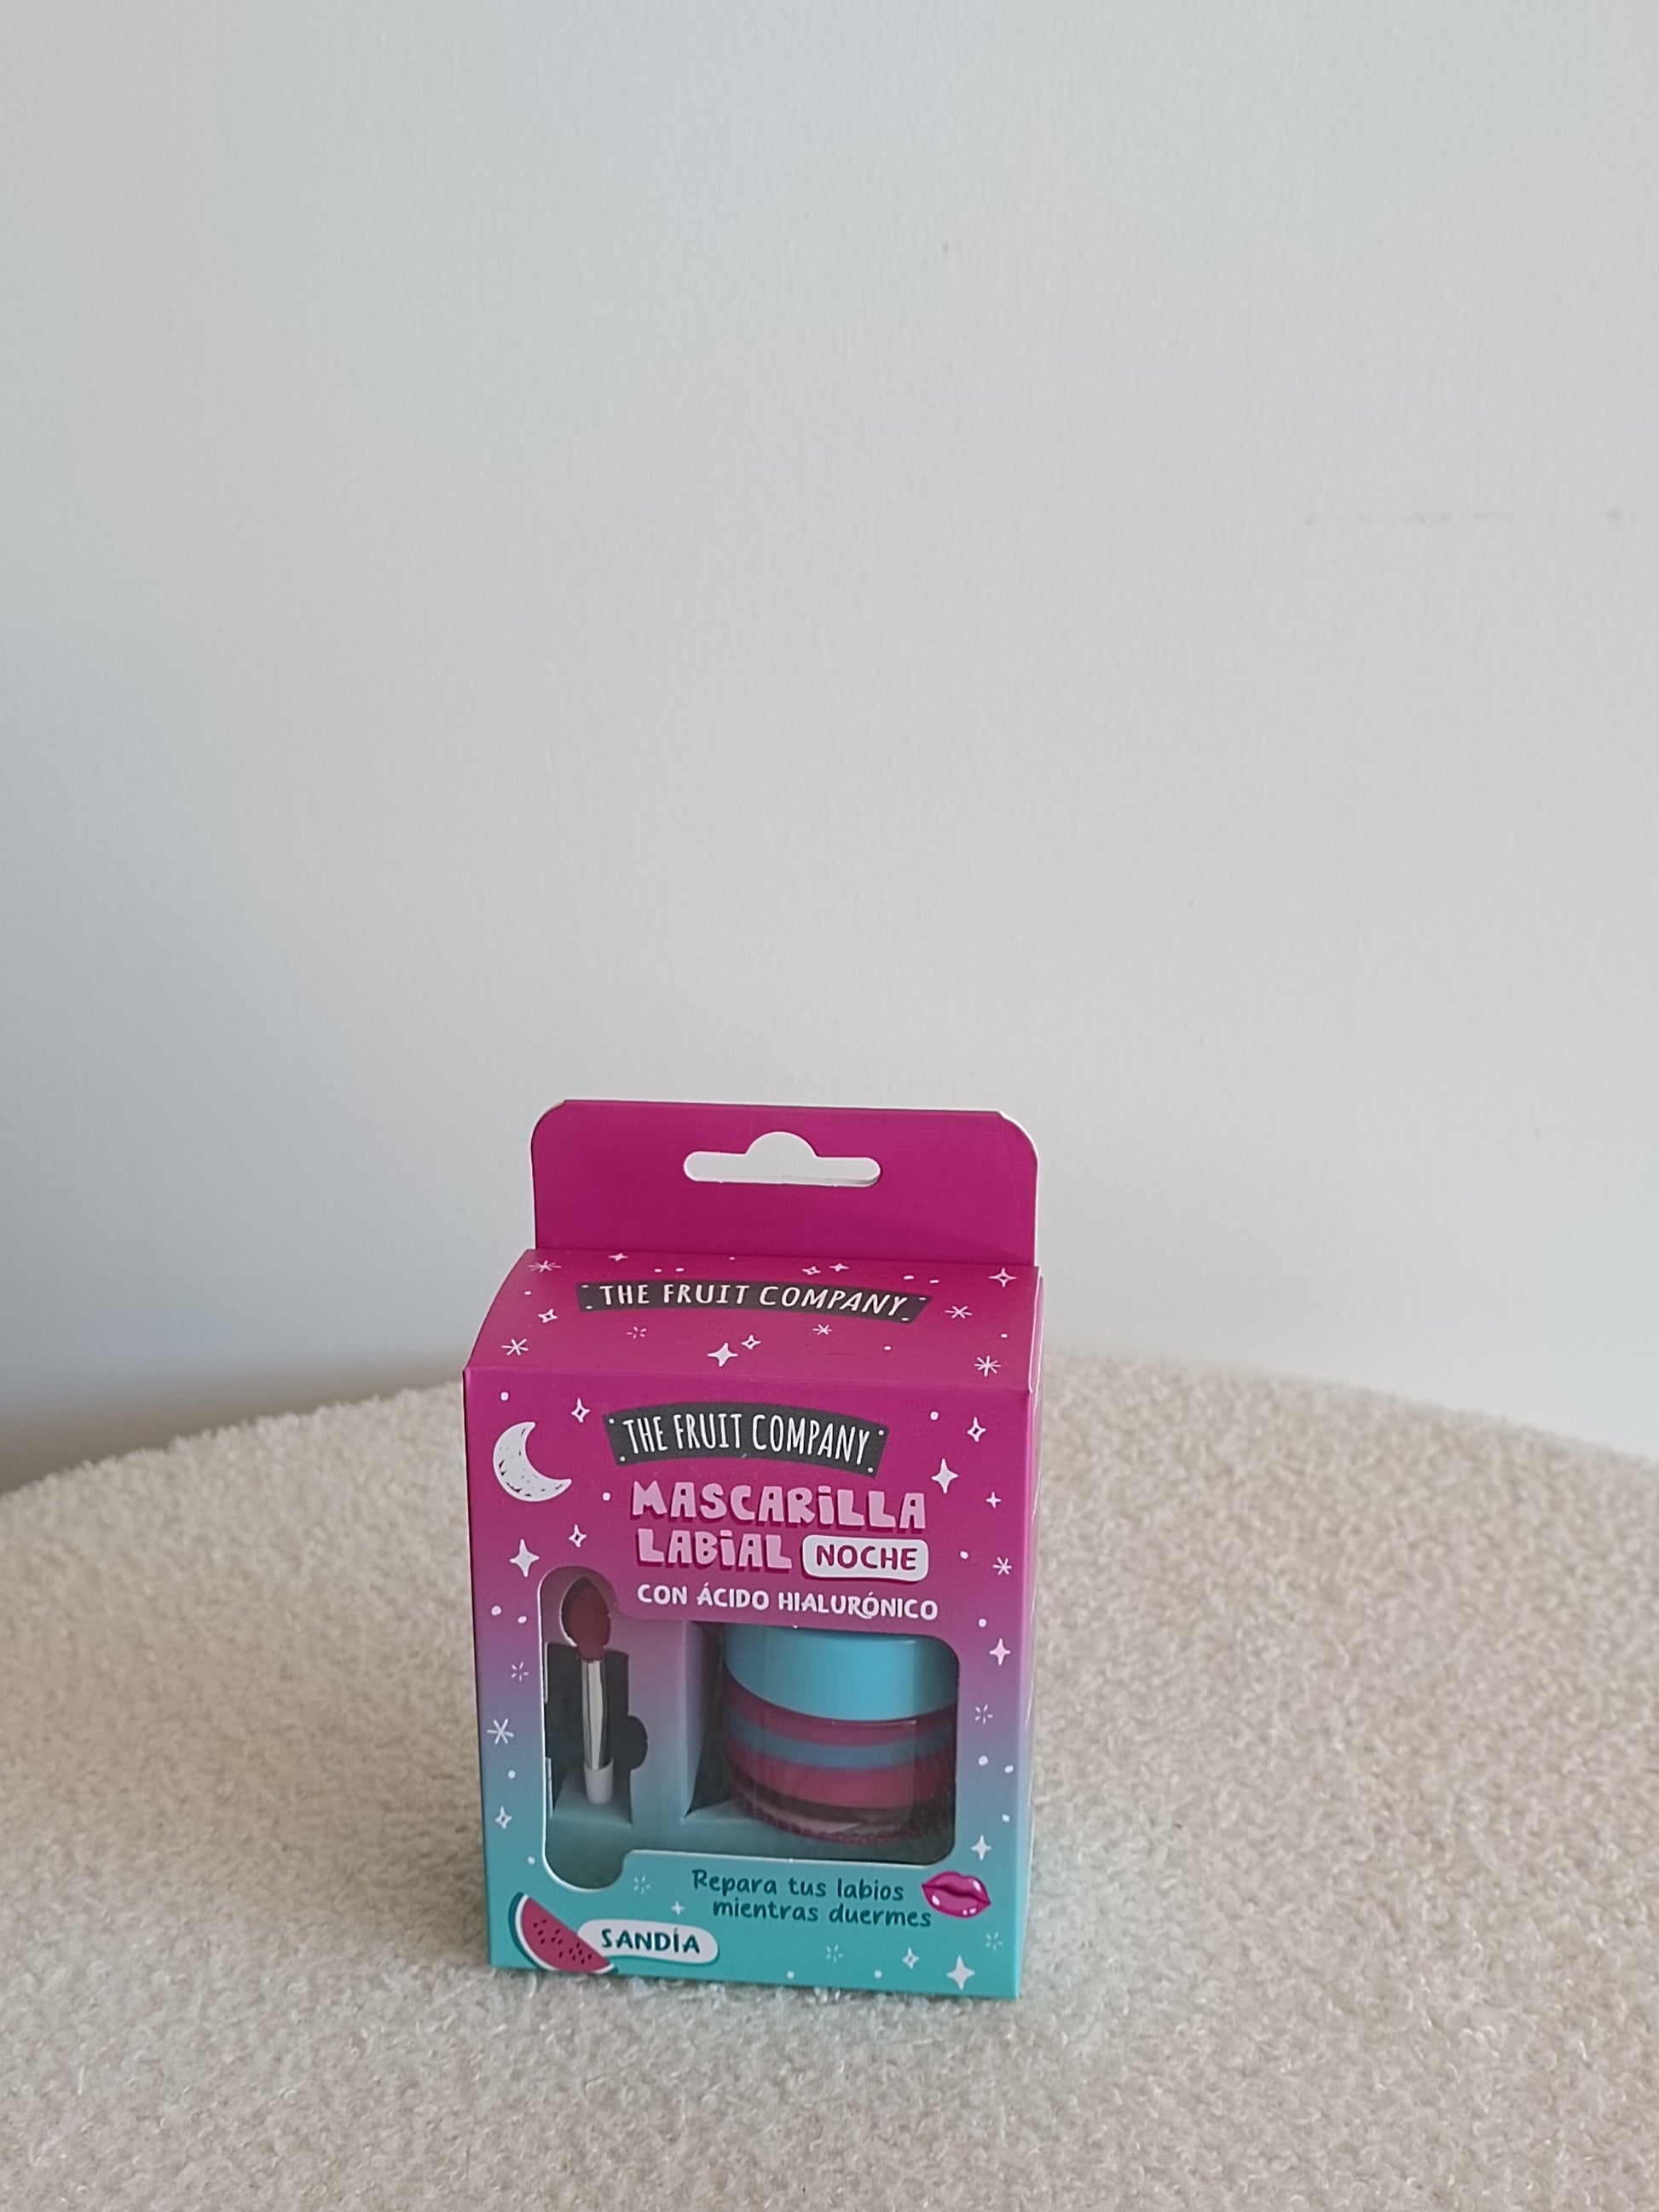 THE FRUIT COMPANY
THE FRUIT COMPANY
MASCARiLLA
LABiAL NOCHE
CON ÁCIDO HIALURÓNICO
Repara tus labios
mientras duermes
SANDÍA